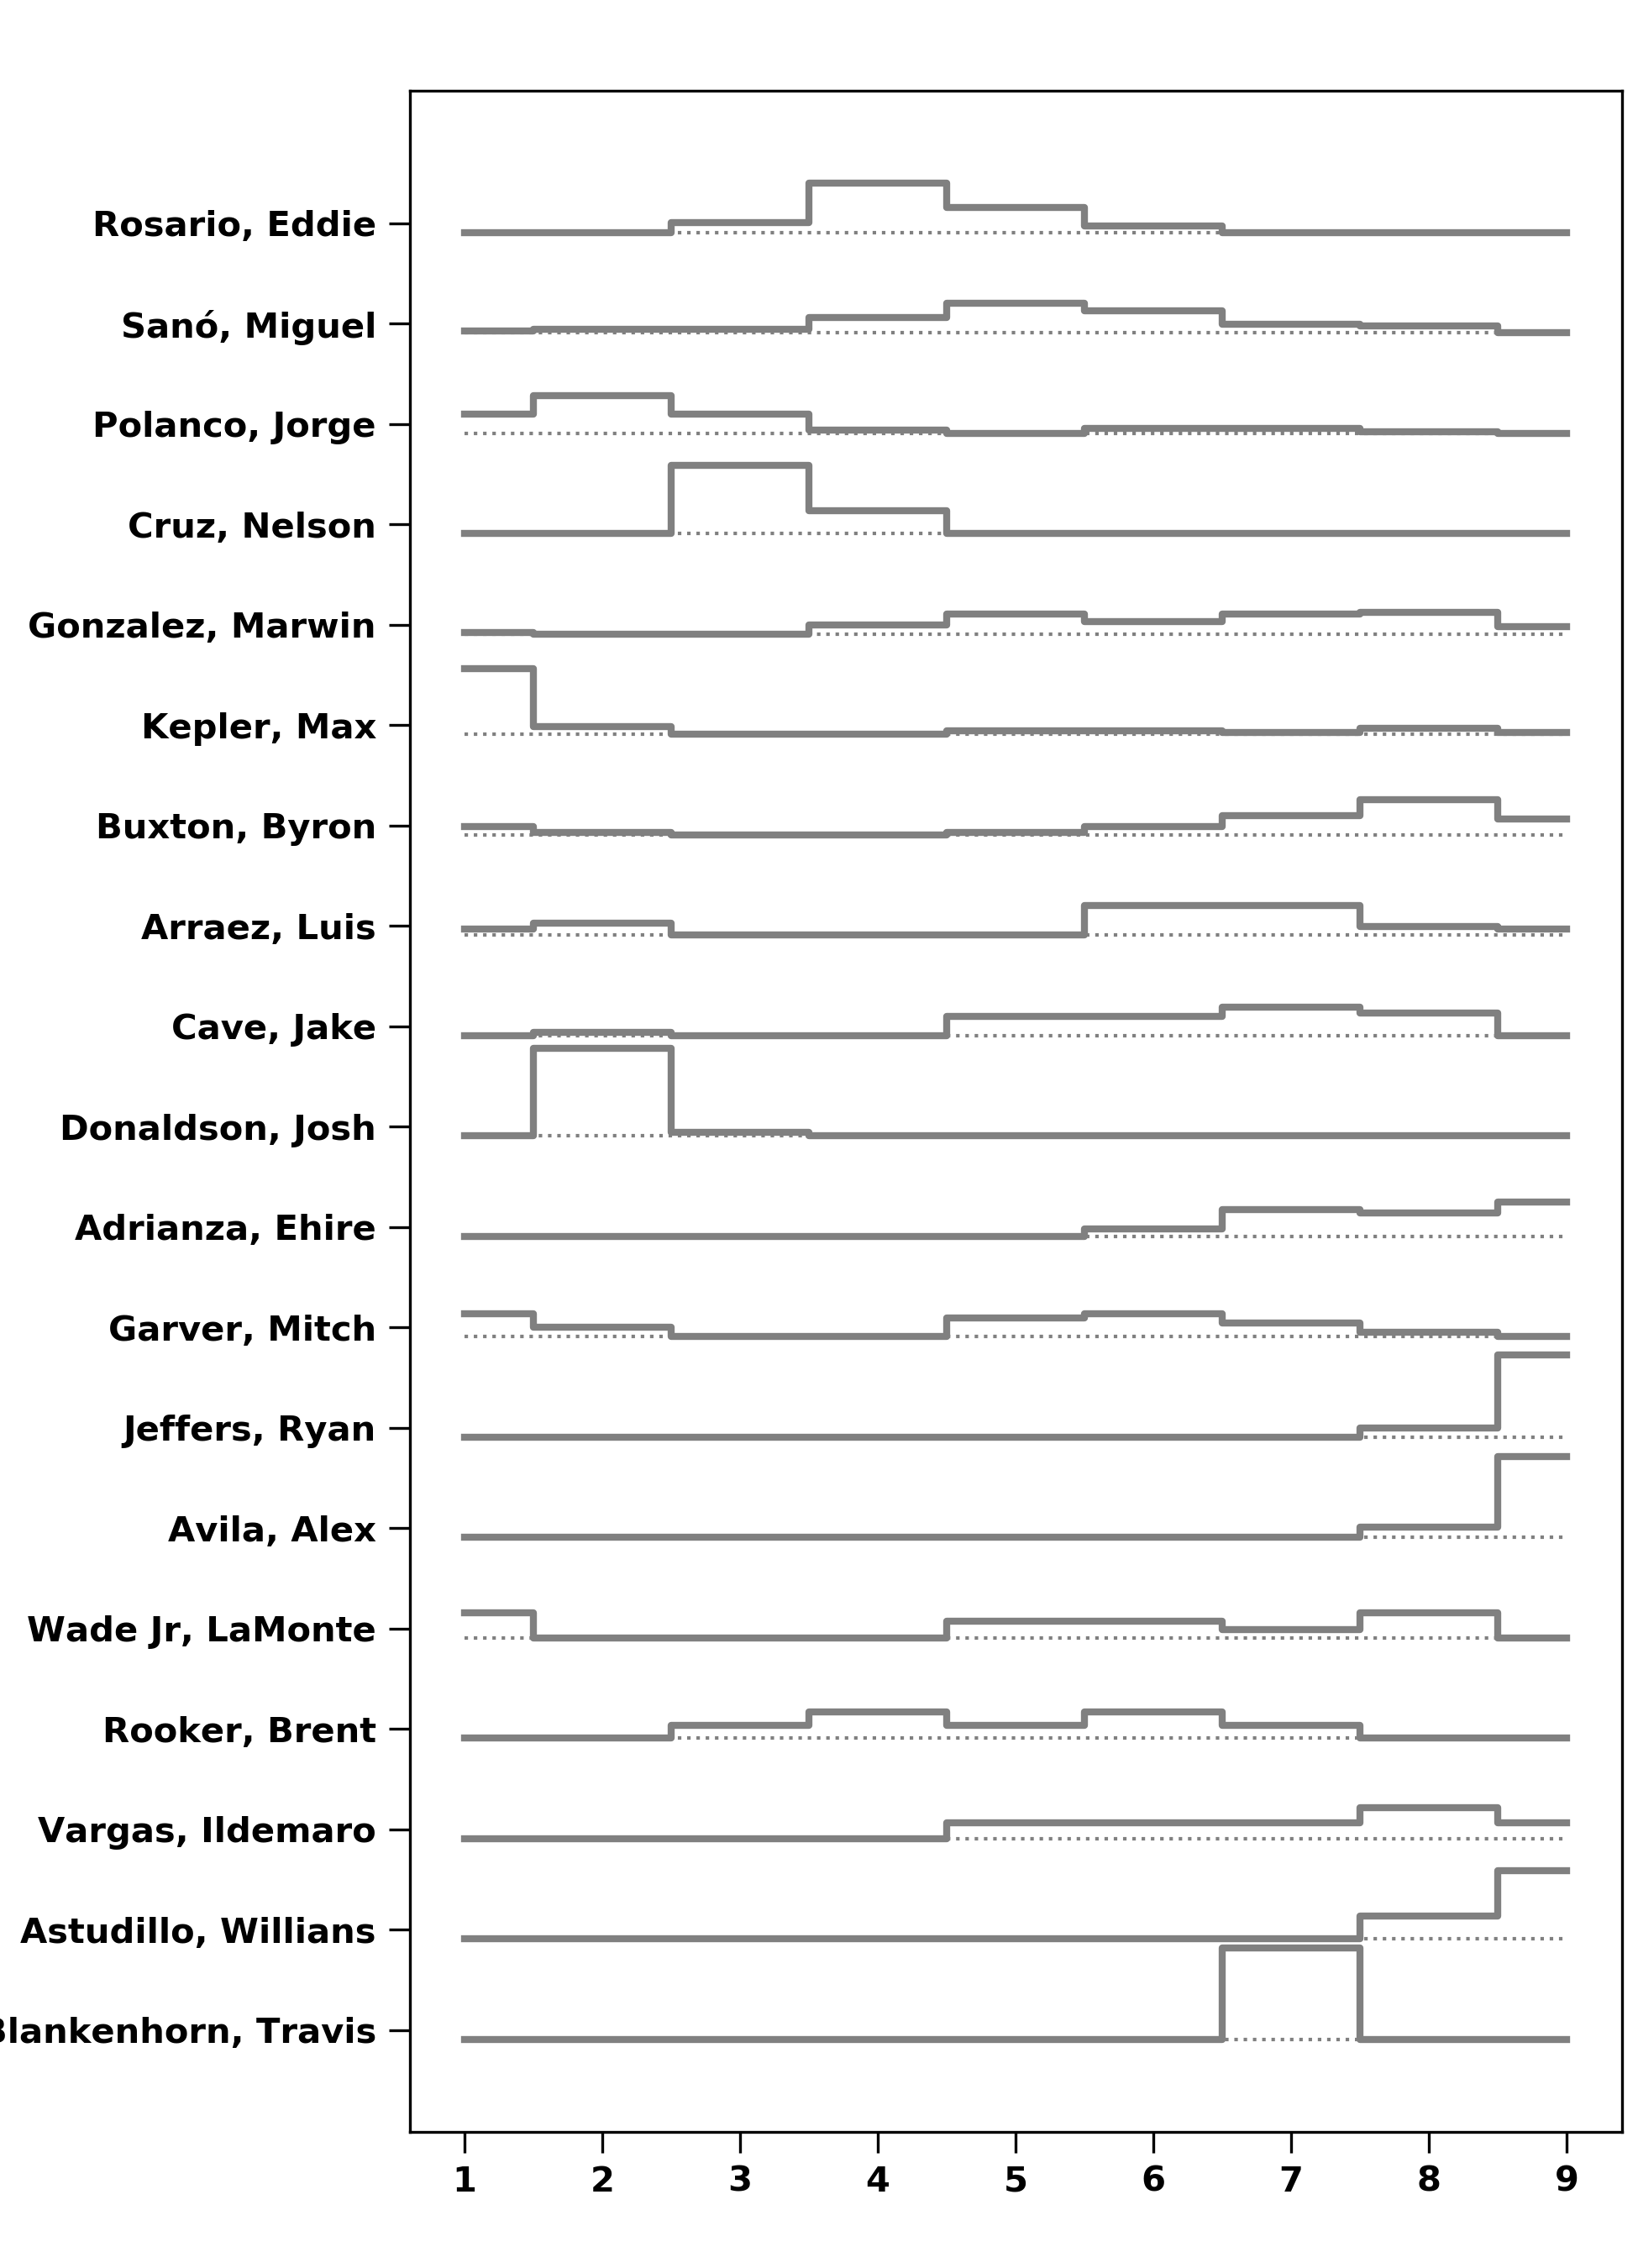 Rosario, Eddie
Sanó, Miguel
Polanco, Jorge
Cruz, Nelson
Gonzalez, Marwin
Kepler, Max
Buxton, Byron
Arraez, Luis
Cave, Jake
Donaldson, Josh
Adrianza, Ehire
Garver, Mitch
Jeffers, Ryan
Avila, Alex
Wade Jr, LaMonte
Rooker, Brent
Vargas, Ildemaro
Astudillo, Willians
Blankenhorn, Travis
1 2 3 4 5 6 7 8 9